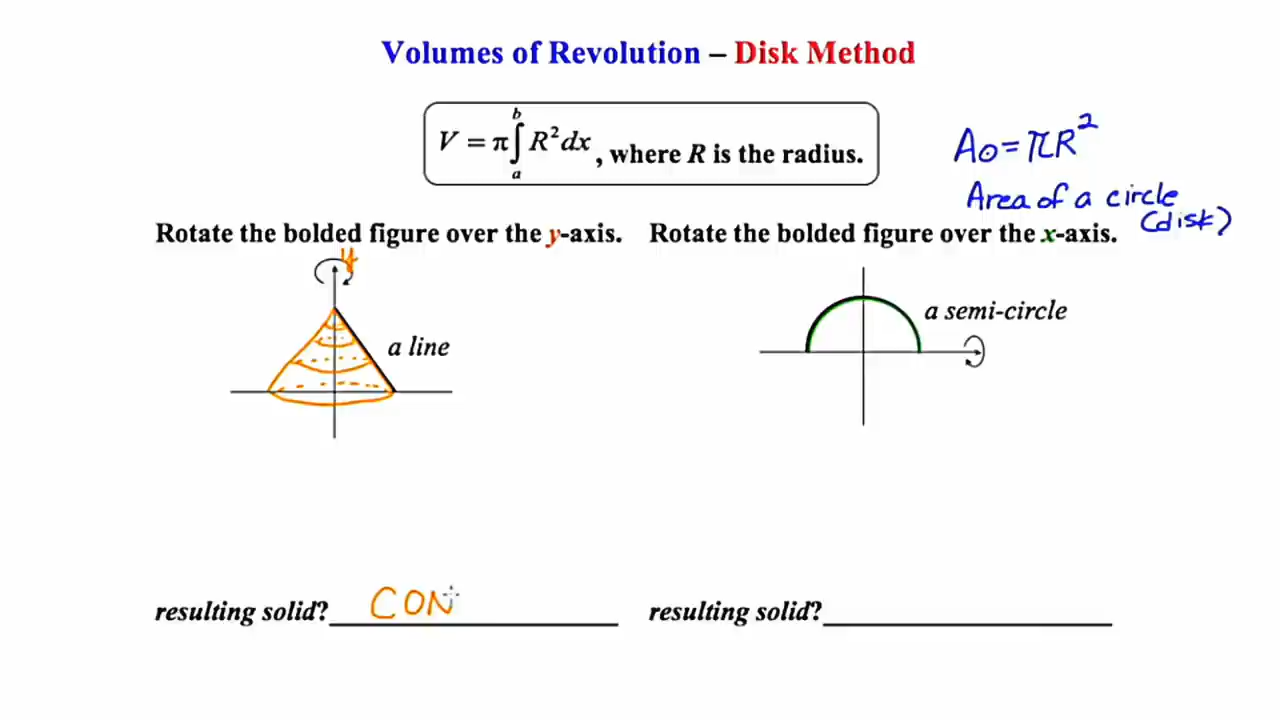 Volumes of Revolution – Disk Method
V = π∫ₐᵇ R² dx, where R is the radius.
A⊙ = πR²
Area of a circle
(disk)
Rotate the bolded figure over the y-axis.
Rotate the bolded figure over the x-axis.
y
a line
a semi-circle
resulting solid? CON
resulting solid?